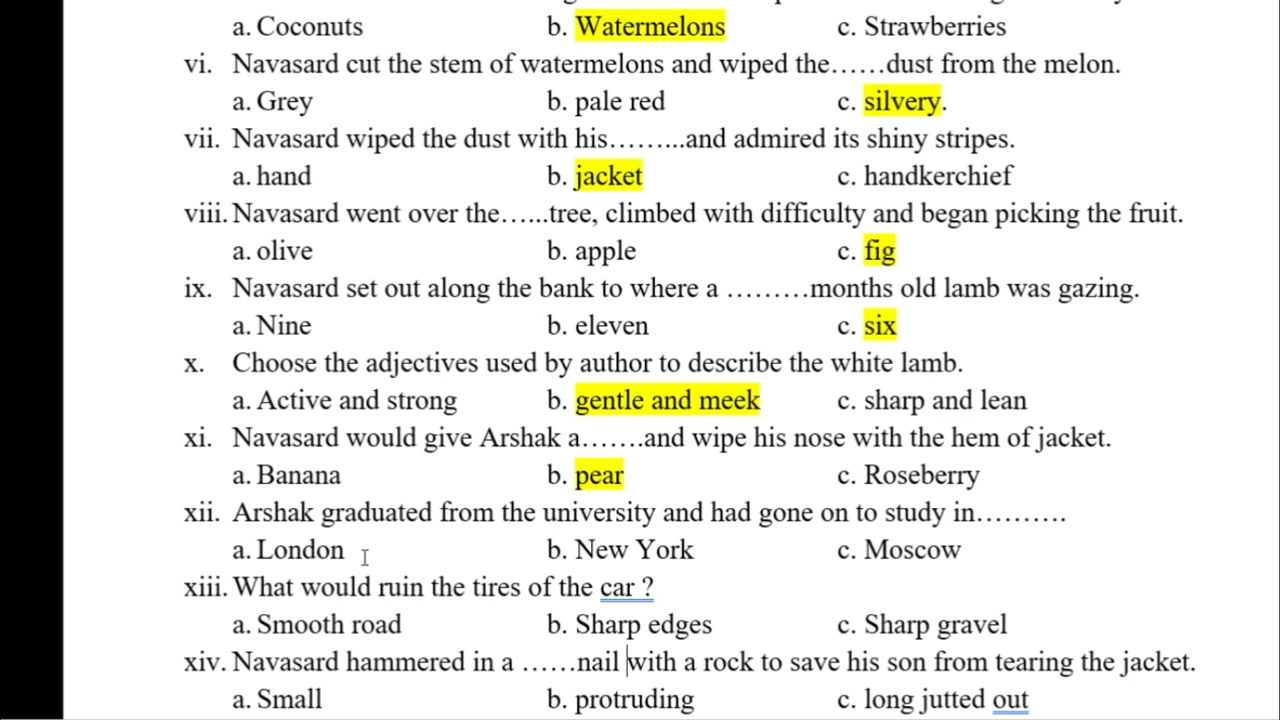 a. Coconuts b. Watermelons c. Strawberries
vi. Navasard cut the stem of watermelons and wiped the……dust from the melon.
a. Grey b. pale red c. silvery.
vii. Navasard wiped the dust with his……...and admired its shiny stripes.
a. hand b. jacket c. handkerchief
viii. Navasard went over the…...tree, climbed with difficulty and began picking the fruit.
a. olive b. apple c. fig
ix. Navasard set out along the bank to where a ………months old lamb was gazing.
a. Nine b. eleven c. six
x. Choose the adjectives used by author to describe the white lamb.
a. Active and strong b. gentle and meek c. sharp and lean
xi. Navasard would give Arshak a…….and wipe his nose with the hem of jacket.
a. Banana b. pear c. Roseberry
xii. Arshak graduated from the university and had gone on to study in……….
a. London b. New York c. Moscow
xiii. What would ruin the tires of the car ?
a. Smooth road b. Sharp edges c. Sharp gravel
xiv. Navasard hammered in a ……nail with a rock to save his son from tearing the jacket.
a. Small b. protruding c. long jutted out